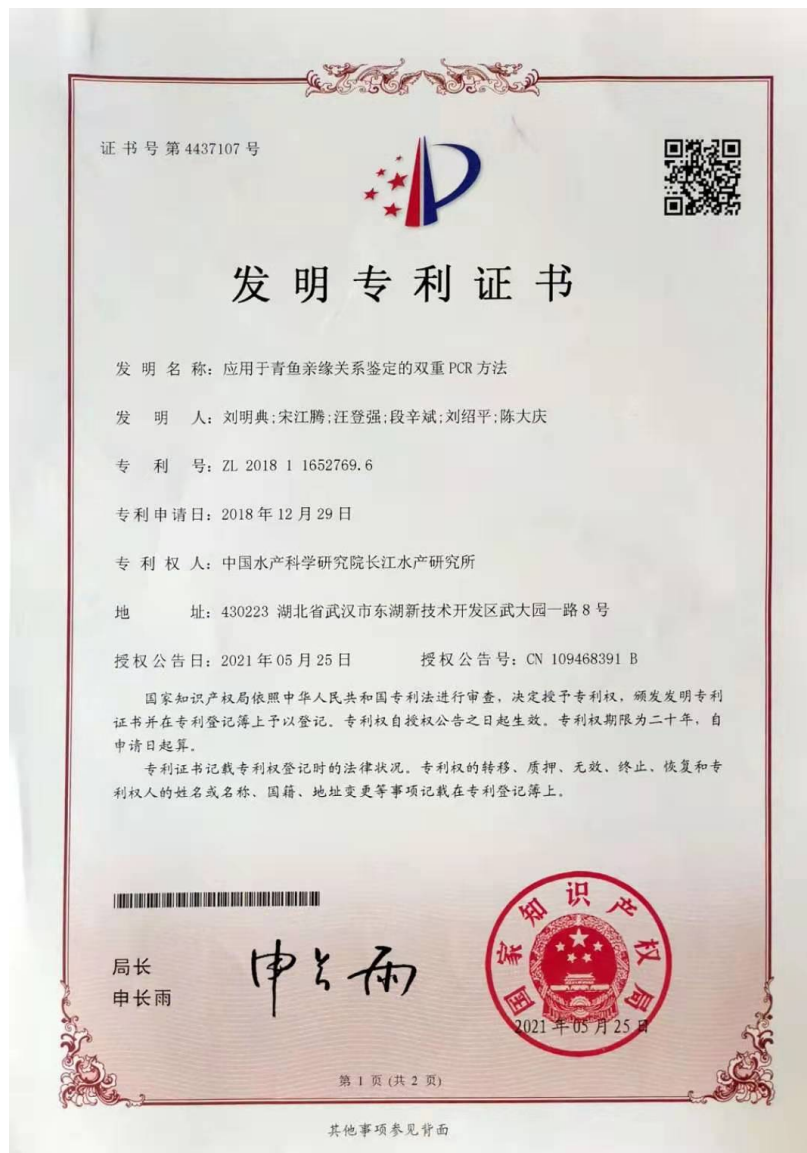 证书号第4437107号
发明专利证书
发明名称：应用于青鱼亲缘关系鉴定的双重PCR方法
发明人：刘明典;宋江腾;汪登强;段辛斌;刘绍平;陈大庆
专利号：ZL 2018 1 1652769.6
专利申请日：2018年12月29日
专利权人：中国水产科学研究院长江水产研究所
地址：430223 湖北省武汉市东湖新技术开发区武大园一路8号
授权公告日：2021年05月25日 授权公告号：CN 109468391 B
国家知识产权局依照中华人民共和国专利法进行审查，决定授予专利权，颁发发明专利
证书并在专利登记簿上予以登记。专利权自授权公告之日起生效。专利权期限为二十年，自
申请日起算。
专利证书记载专利权登记时的法律状况。专利权的转移、质押、无效、终止、恢复和专
利权人的姓名或名称、国籍、地址变更等事项记载在专利登记簿上。
局长
申长雨
申长雨
国家知识产权局
2021年05月25日
第1页(共2页)
其他事项参见背面